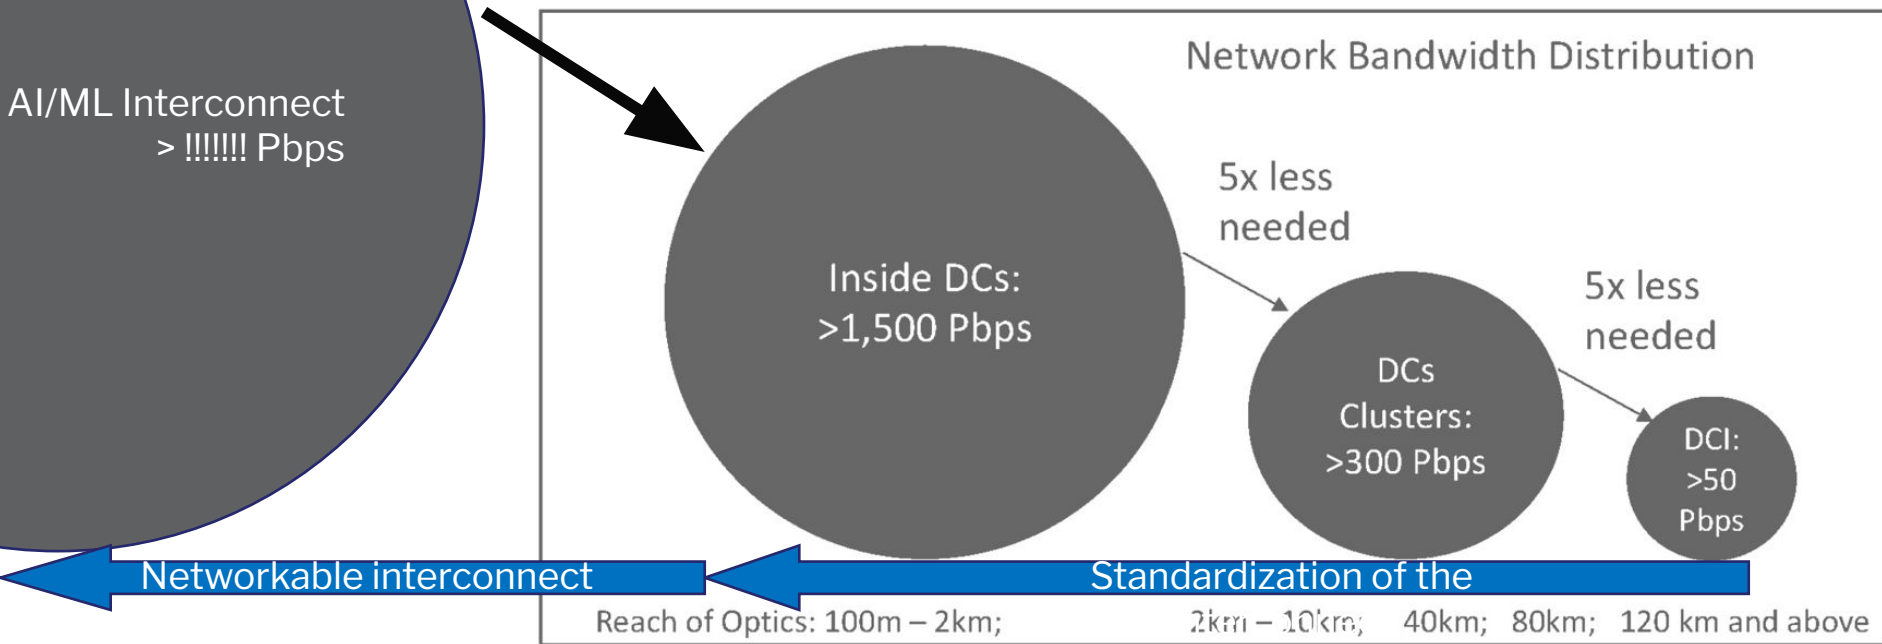 AI/ML Interconnect
> !!!!!!! Pbps
Network Bandwidth Distribution
Inside DCs:
>1,500 Pbps
5x less
needed
DCs
Clusters:
>300 Pbps
5x less
needed
DCI:
>50
Pbps
Networkable interconnect
Standardization of the
Reach of Optics: 100m – 2km; 2km – 10km; 40km; 80km; 120 km and above